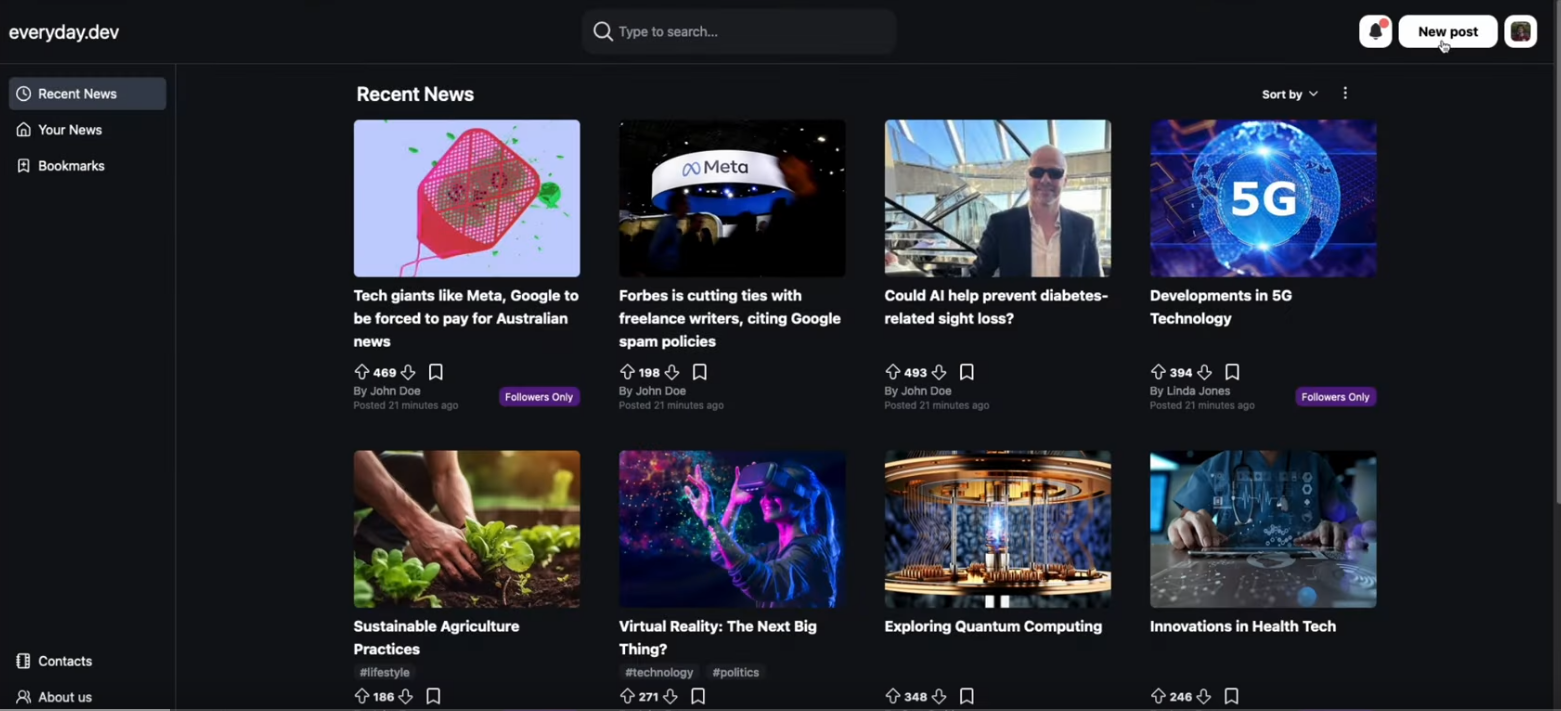 everyday.dev
Type to search...
New post
Recent News
Your News
Bookmarks
Contacts
About us
Recent News
Sort by
Meta
5G
Tech giants like Meta, Google to
be forced to pay for Australian
news
469
By John Doe
Posted 21 minutes ago
Followers Only
Forbes is cutting ties with
freelance writers, citing Google
spam policies
198
By John Doe
Posted 21 minutes ago
Could AI help prevent diabetes-
related sight loss?
493
By John Doe
Posted 21 minutes ago
Developments in 5G
Technology
394
By Linda Jones
Posted 21 minutes ago
Followers Only
Sustainable Agriculture
Practices
#lifestyle
186
Virtual Reality: The Next Big
Thing?
#technology #politics
271
Exploring Quantum Computing
348
Innovations in Health Tech
246